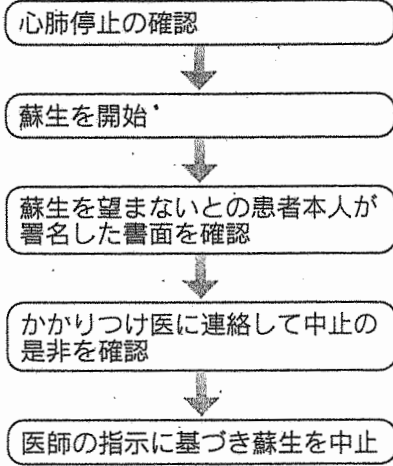 心肺停止の確認
蘇生を開始
蘇生を望まないとの患者本人が
署名した書面を確認
かかりつけ医に連絡して中止の
是非を確認
医師の指示に基づき蘇生を中止